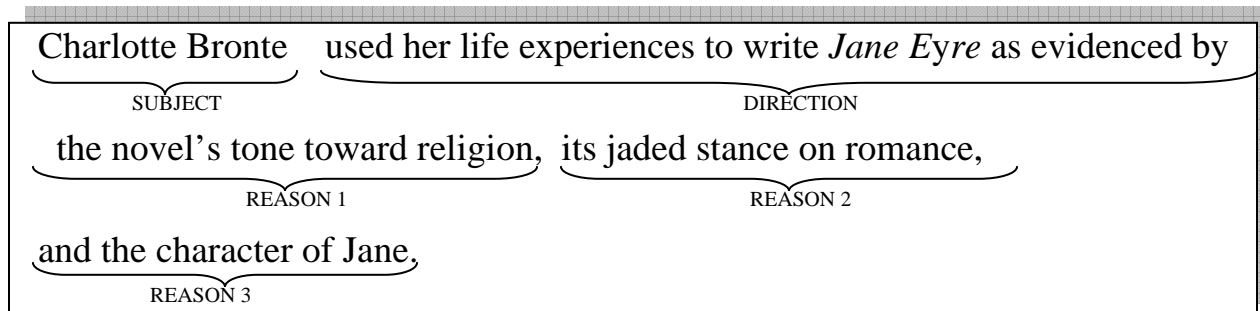 Charlotte Bronte used her life experiences to write Jane Eyre as evidenced by
SUBJECT DIRECTION
the novel’s tone toward religion, its jaded stance on romance,
REASON 1 REASON 2
and the character of Jane.
REASON 3